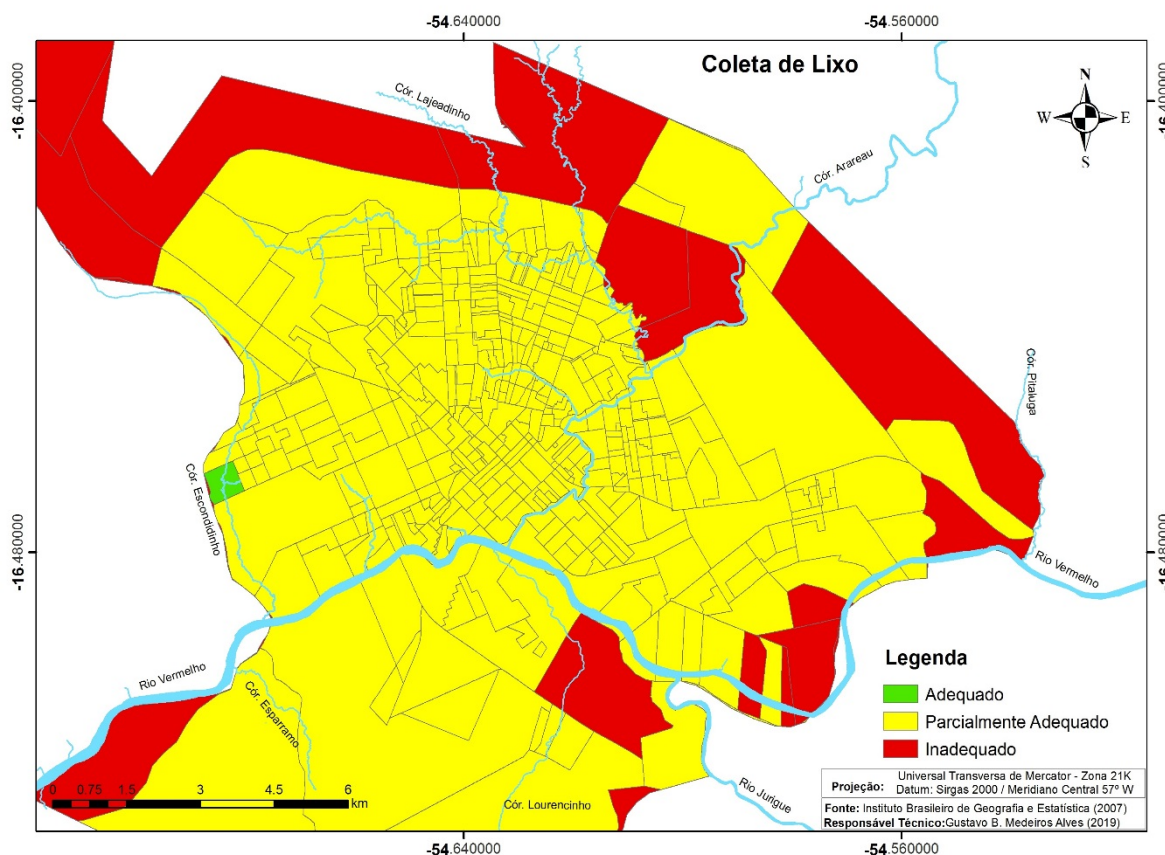 -54.640000
-54.560000
Coleta de Lixo
-16.400000
-16.400000
N
W
E
S
Cór. Lajeadinho
Cór. Arareau
Cór. Pitaluga
Cór. Escondidinho
-16.480000
-16.480000
Rio Vermelho
Rio Vermelho
Cór. Esparramo
Cór. Lourencinho
Rio Jurigue
Legenda
Adequado
Parcialmente Adequado
Inadequado
0 0.75 1.5 3 4.5 6
km
Projeção: Universal Transversa de Mercator - Zona 21K
Datum: Sirgas 2000 / Meridiano Central 57º W
Fonte: Instituto Brasileiro de Geografia e Estatística (2007)
Responsável Técnico:Gustavo B. Medeiros Alves (2019)
-54.640000
-54.560000